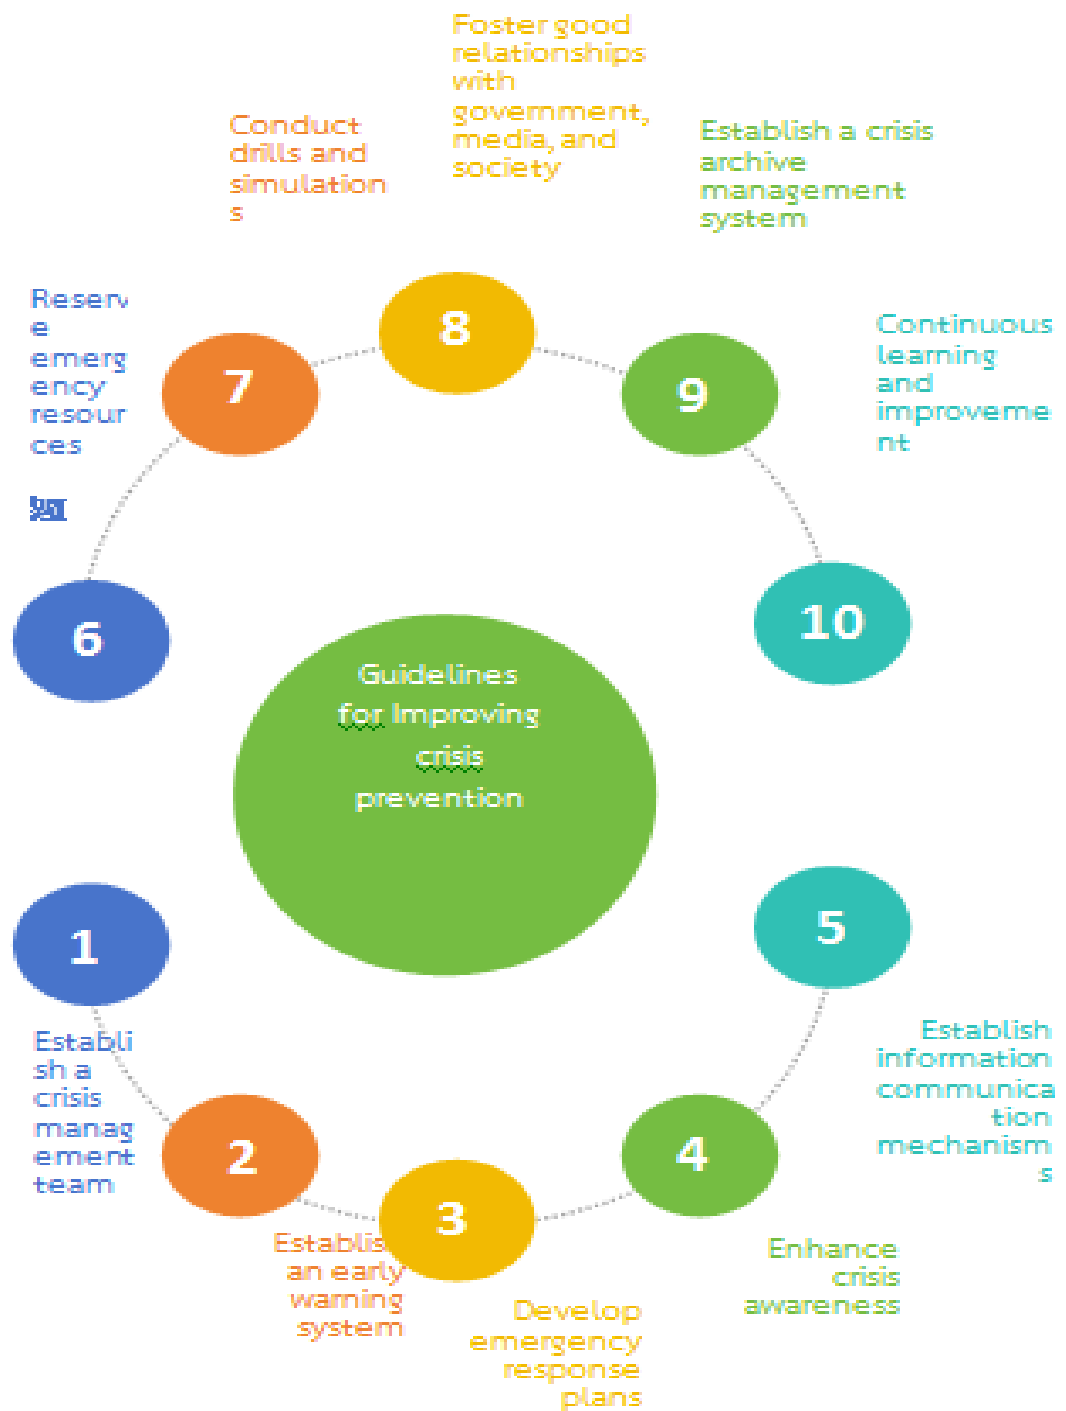 Foster good
relationships
with
government,
media, and
society
Conduct
drills and
simulation
s
Establish a crisis
archive
management
system
Reserv
e
emerg
ency
resour
ces
Continuous
learning
and
improveme
nt
8
7
9
6
10
Guidelines
for Improving
crisis
prevention
1
5
Establi
sh a
crisis
manag
ement
team
Establish
information
communica
tion
mechanism
s
2
4
3
Establis
an early
warning
system
Enhance
crisis
awareness
Develop
emergency
response
plans